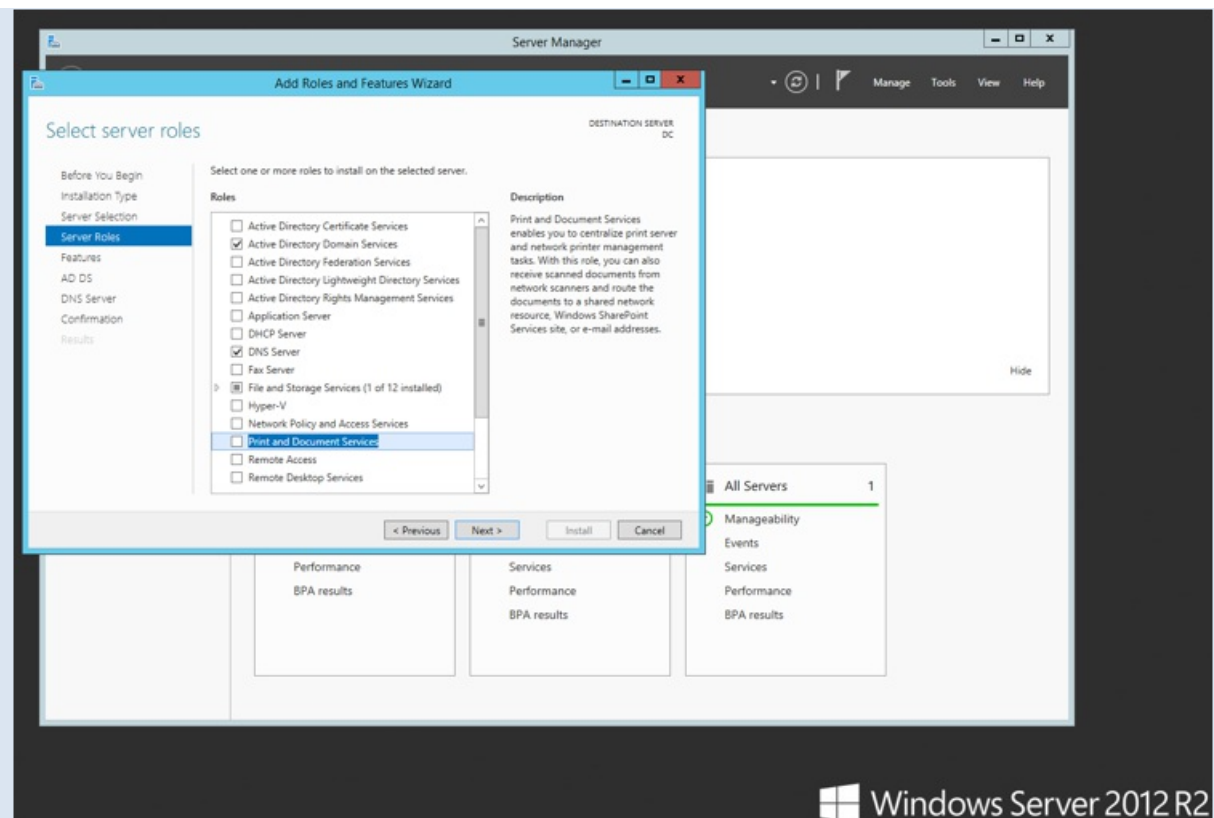 Server Manager
Manage Tools View Help
Add Roles and Features Wizard
Select server roles
DESTINATION SERVER
DC
Before You Begin
Installation Type
Server Selection
Server Roles
Features
AD DS
DNS Server
Confirmation
Results
Select one or more roles to install on the selected server.
Roles
Active Directory Certificate Services
Active Directory Domain Services
Active Directory Federation Services
Active Directory Lightweight Directory Services
Active Directory Rights Management Services
Application Server
DHCP Server
DNS Server
Fax Server
File and Storage Services (1 of 12 installed)
Hyper-V
Network Policy and Access Services
Print and Document Services
Remote Access
Remote Desktop Services
Description
Print and Document Services
enables you to centralize print server
and network printer management
tasks. With this role, you can also
receive scanned documents from
network scanners and route the
documents to a shared network
resource, Windows SharePoint
Services site, or e-mail addresses.
< Previous Next > Install Cancel
Hide
Performance
BPA results
Services
Performance
BPA results
All Servers 1
Manageability
Events
Services
Performance
BPA results
Windows Server 2012 R2